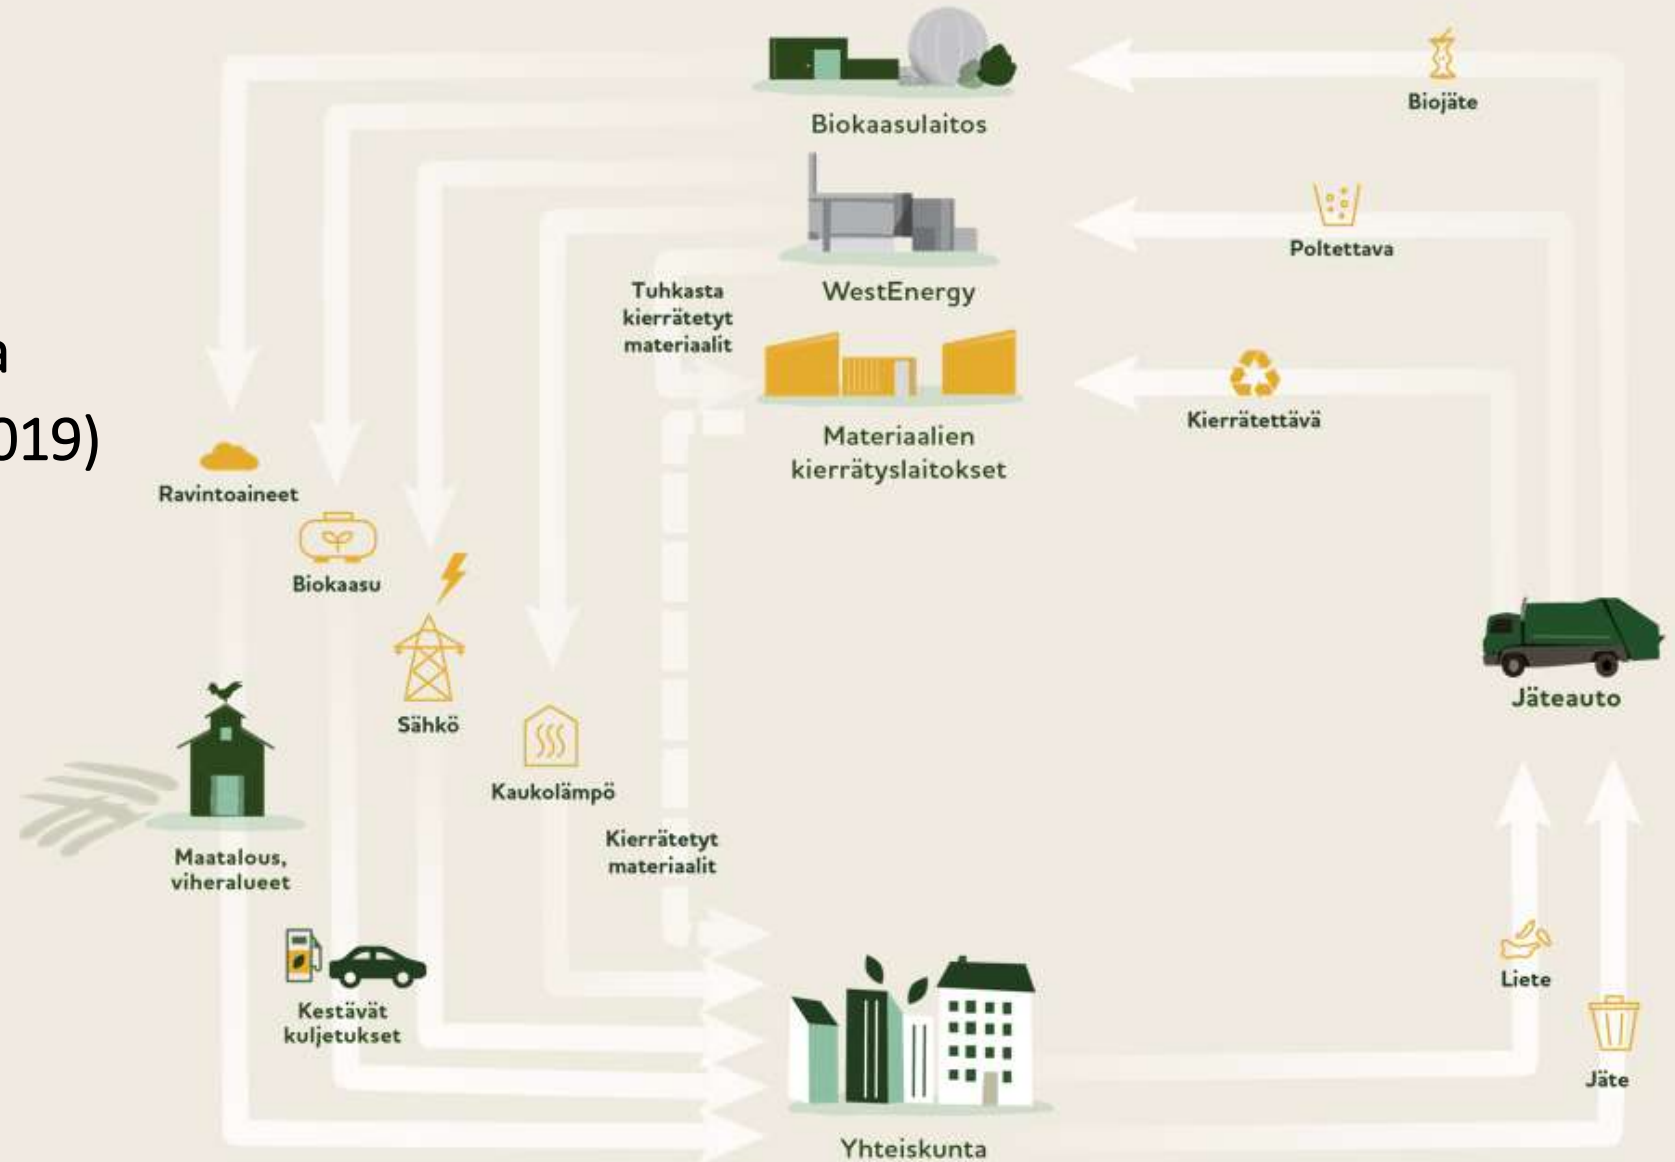 a
019)
Biokaasulaitos
Biojäte
WestEnergy
Poltettava
Tuhkasta
kierrätetyt
materiaalit
Materiaalien
kierrätyslaitokset
Kierrätettävä
Ravintoaineet
Biokaasu
Sähkö
Kaukolämpö
Jäteauto
Maatalous,
viheralueet
Kierrätetyt
materiaalit
Kestävät
kuljetukset
Liete
Jäte
Yhteiskunta